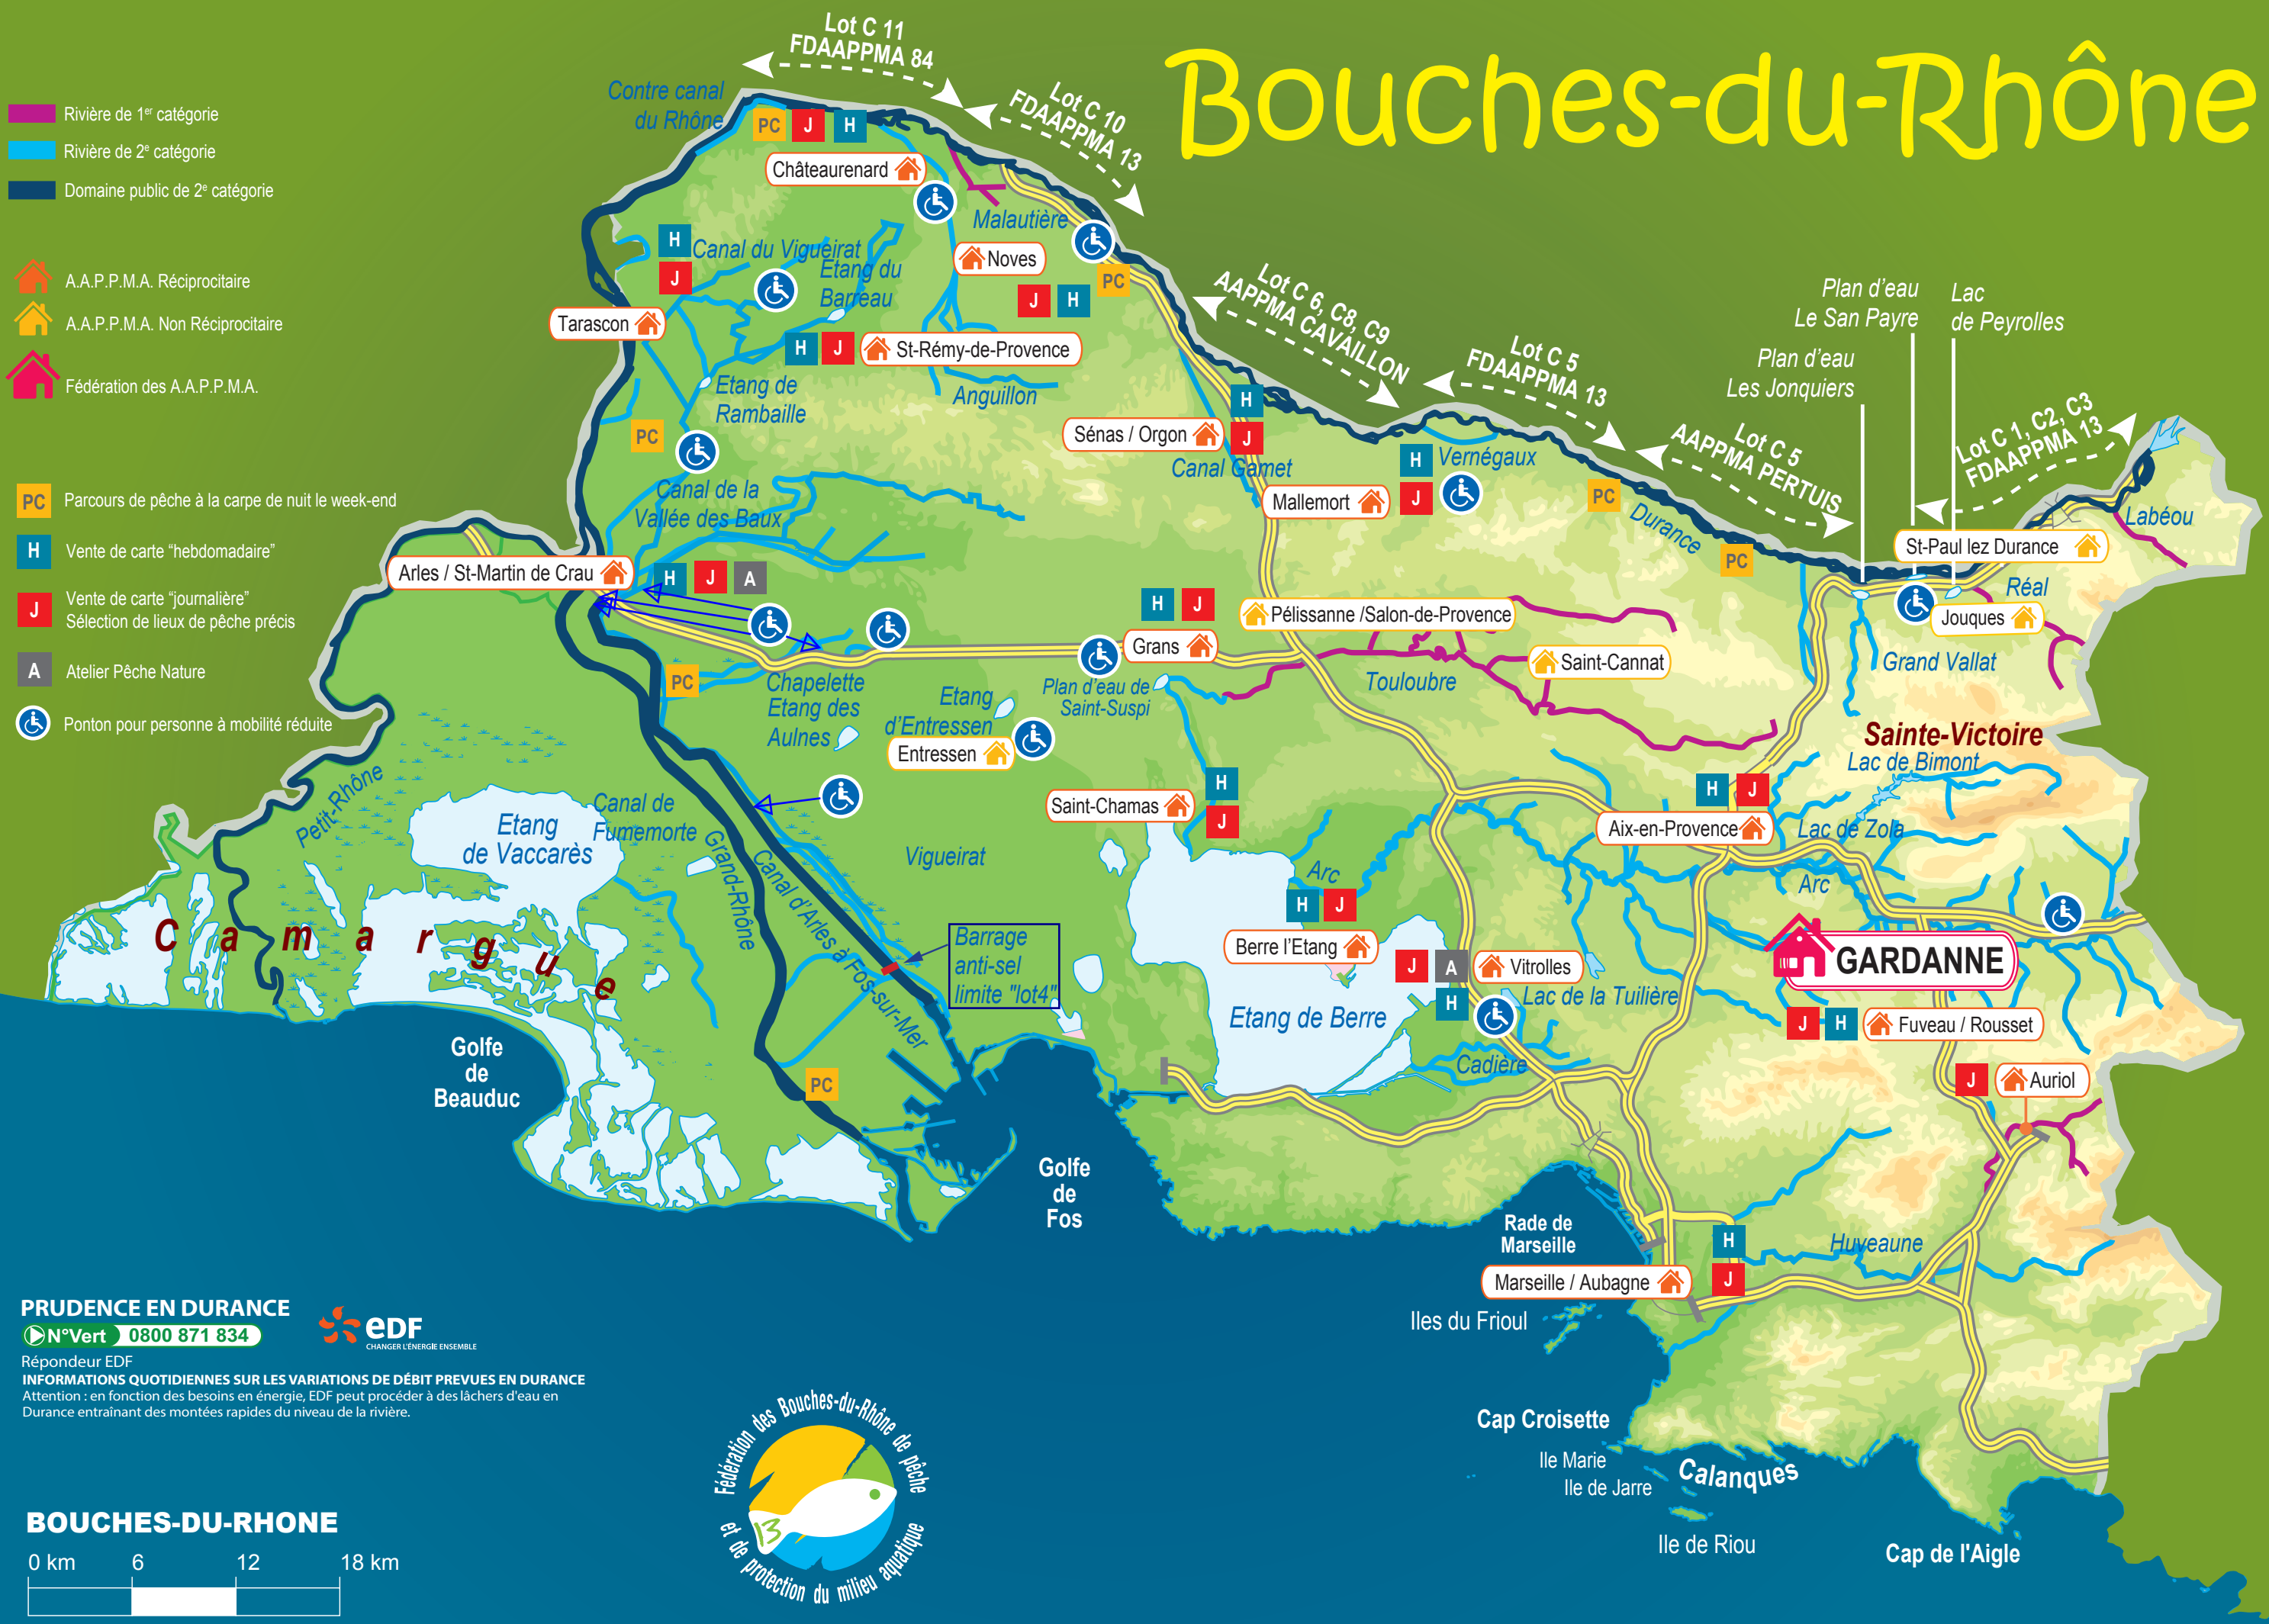 Bouches-du-Rhône
Lot C 11
FDAAPPMA 84
Lot C 10
FDAAPPMA 13
Lot C 6, C8, C9
AAPPMA CAVAILLON
Lot C 5
FDAAPPMA 13
Lot C 5
AAPPMA PERTUIS
Lot C 1, C2, C3
FDAAPPMA 13
Rivière de 1er catégorie
Rivière de 2e catégorie
Domaine public de 2e catégorie
A.A.P.P.M.A. Réciprocitaire
A.A.P.P.M.A. Non Réciprocitaire
Fédération des A.A.P.P.M.A.
PC Parcours de pêche à la carpe de nuit le week-end
H Vente de carte “hebdomadaire”
J Vente de carte “journalière”
Sélection de lieux de pêche précis
A Atelier Pêche Nature
Ponton pour personne à mobilité réduite
Contre canal
du Rhône
PC J H
Châteaurenard
Malautière
Noves
PC
J H
H
J
Canal du Vigueirat
Etang du
Barreau
Tarascon
H J St-Rémy-de-Provence
Etang de
Rambaille
Anguillon
PC
H
Sénas / Orgon
J
Canal Gamet
H
Vernégaux
J
Mallemort
PC
Durance
PC
Plan d'eau
Le San Payre
Lac
de Peyrolles
Plan d'eau
Les Jonquiers
Labéou
St-Paul lez Durance
Réal
Jouques
Grand Vallat
Canal de la
Vallée des Baux
Arles / St-Martin de Crau
H J A
H J
Pélissanne /Salon-de-Provence
Grans
Saint-Cannat
Touloubre
PC
Chapelette
Etang des
Aulnes
Etang
d'Entressen
Entressen
Plan d'eau de
Saint-Suspi
Sainte-Victoire
Lac de Bimont
H J
Aix-en-Provence
Lac de Zola
Arc
H
Saint-Chamas
J
Petit-Rhône
Etang
de Vaccarès
Canal de
Fumemorte
Grand-Rhône
Canal d'Arles à Fos-sur-Mer
Vigueirat
Camargue
Barrage
anti-sel
limite "lot4"
Arc
H J
Berre l'Etang
J A Vitrolles
H
Lac de la Tuilière
Etang de Berre
Cadière
GARDANNE
J H Fuveau / Rousset
J Auriol
PC
Golfe
de
Beauduc
Golfe
de
Fos
Rade de
Marseille
H
J
Huveaune
Marseille / Aubagne
Iles du Frioul
Cap Croisette
Ile Marie
Ile de Jarre
Calanques
Ile de Riou
Cap de l'Aigle
PRUDENCE EN DURANCE
N°Vert 0800 871 834
eDF
CHANGER L'ÉNERGIE ENSEMBLE
Répondeur EDF
INFORMATIONS QUOTIDIENNES SUR LES VARIATIONS DE DÉBIT PREVUES EN DURANCE
Attention : en fonction des besoins en énergie, EDF peut procéder à des lâchers d'eau en
Durance entraînant des montées rapides du niveau de la rivière.
Fédération des Bouches-du-Rhône de pêche
et de protection du milieu aquatique
13
BOUCHES-DU-RHONE
0 km 6 12 18 km